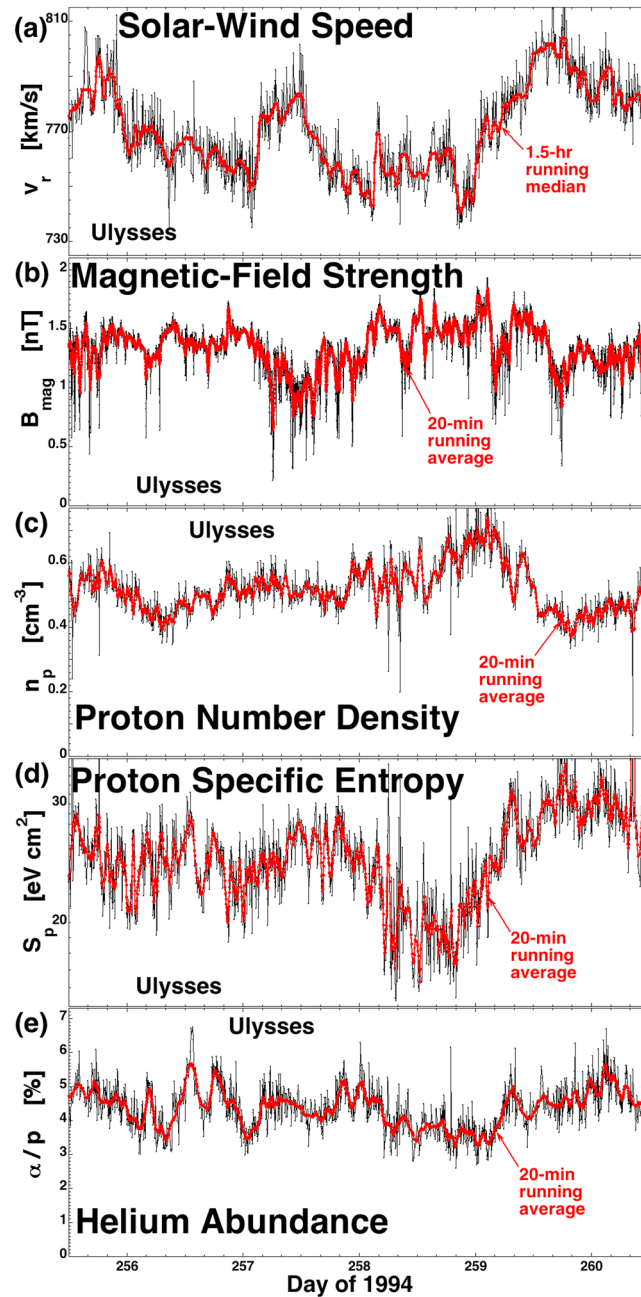 (a) Solar-Wind Speed
810
770
730
v_r [km/s]
1.5-hr
running
median
Ulysses
(b) Magnetic-Field Strength
2
1.5
1
0.5
0
B_mag [nT]
20-min
running
average
Ulysses
(c) Ulysses
0.6
0.4
0.2
0
n_p [cm^-3]
20-min
running
average
Proton Number Density
(d) Proton Specific Entropy
30
20
S_p [eV cm^2]
20-min
running
average
Ulysses
(e) Ulysses
7
6
5
4
3
2
1
0
α / p [%]
20-min
running
average
Helium Abundance
256 257 258 259 260
Day of 1994